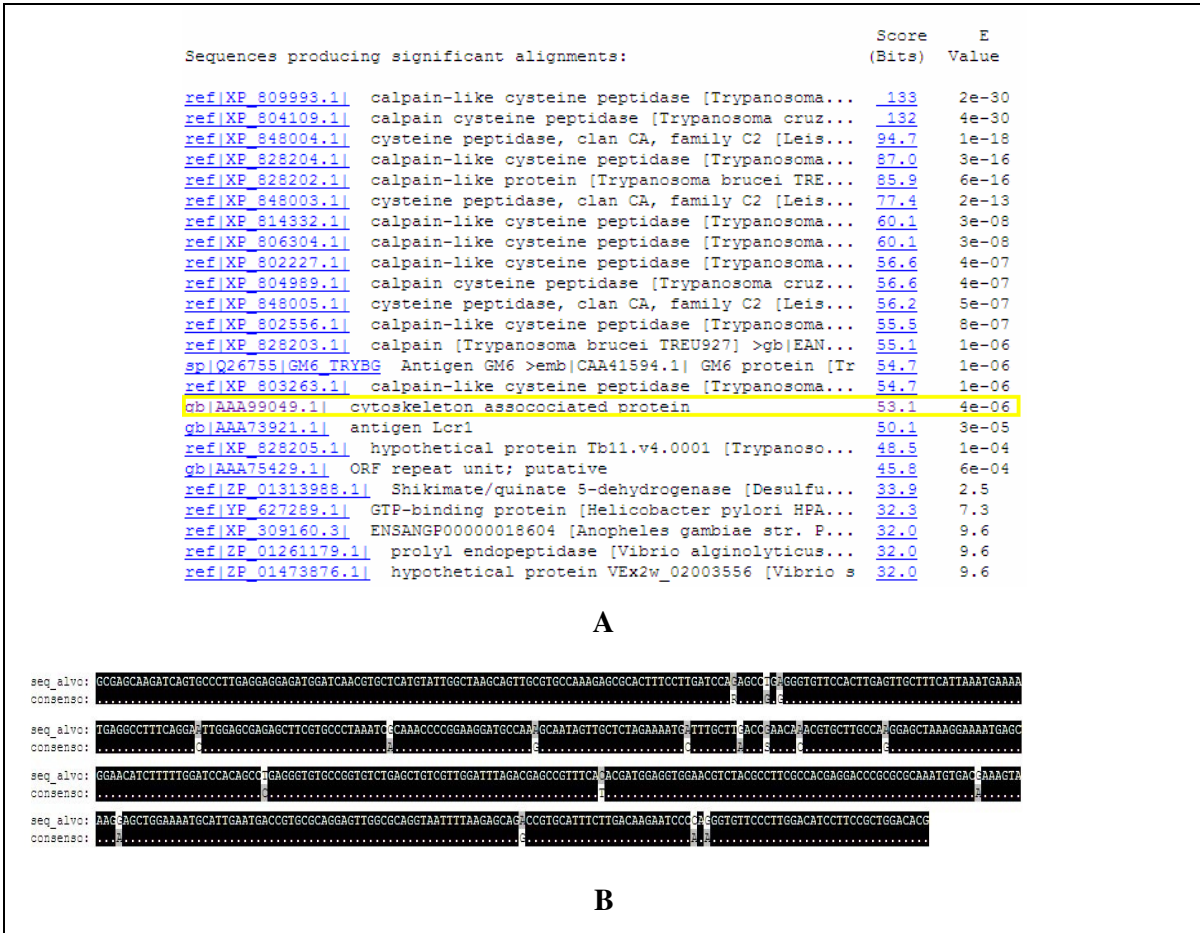 Score E
Sequences producing significant alignments: (Bits) Value
ref|XP_809993.1| calpain-like cysteine peptidase [Trypanosoma... 133 2e-30
ref|XP_804109.1| calpain cysteine peptidase [Trypanosoma cruz... 132 4e-30
ref|XP_848004.1| cysteine peptidase, clan CA, family C2 [Leis... 94.7 1e-18
ref|XP_828204.1| calpain-like cysteine peptidase [Trypanosoma... 87.0 3e-16
ref|XP_828202.1| calpain-like protein [Trypanosoma brucei TRE... 85.9 6e-16
ref|XP_848003.1| cysteine peptidase, clan CA, family C2 [Leis... 77.4 2e-13
ref|XP_814332.1| calpain-like cysteine peptidase [Trypanosoma... 60.1 3e-08
ref|XP_806304.1| calpain-like cysteine peptidase [Trypanosoma... 60.1 3e-08
ref|XP_802227.1| calpain-like cysteine peptidase [Trypanosoma... 56.6 4e-07
ref|XP_804989.1| calpain cysteine peptidase [Trypanosoma cruz... 56.6 4e-07
ref|XP_848005.1| cysteine peptidase, clan CA, family C2 [Leis... 56.2 5e-07
ref|XP_802556.1| calpain-like cysteine peptidase [Trypanosoma... 55.5 8e-07
ref|XP_828203.1| calpain [Trypanosoma brucei TREU927] >gb|EAN... 55.1 1e-06
sp|Q26755|GM6_TRYBG Antigen GM6 >emb|CAA41594.1| GM6 protein [Tr 54.7 1e-06
ref|XP_803263.1| calpain-like cysteine peptidase [Trypanosoma... 54.7 1e-06
gb|AAA99049.1| cytoskeleton assocociated protein 53.1 4e-06
gb|AAA73921.1| antigen Lcr1 50.1 3e-05
ref|XP_828205.1| hypothetical protein Tb11.v4.0001 [Trypanoso... 48.5 1e-04
gb|AAA75429.1| ORF repeat unit; putative 45.8 6e-04
ref|ZP_01313988.1| Shikimate/quinate 5-dehydrogenase [Desulfu... 33.9 2.5
ref|YP_627289.1| GTP-binding protein [Helicobacter pylori HPA... 32.3 7.3
ref|XP_309160.3| ENSANGP00000018604 [Anopheles gambiae str. P... 32.0 9.6
ref|ZP_01261179.1| prolyl endopeptidase [Vibrio alginolyticus... 32.0 9.6
ref|ZP_01473876.1| hypothetical protein VEx2w_02003556 [Vibrio s 32.0 9.6
A
seq_alvo:
consenso:
seq_alvo:
consenso:
seq_alvo:
consenso:
seq_alvo:
consenso:
B